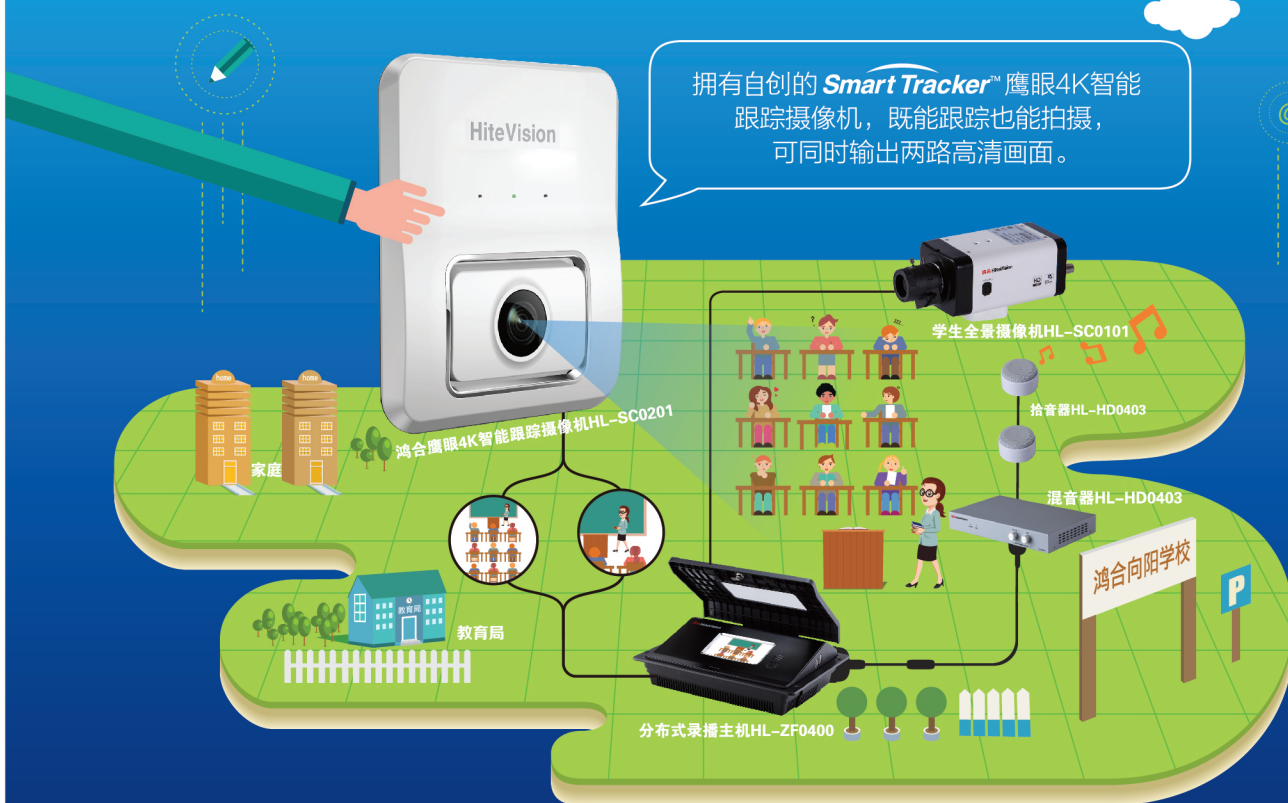 拥有自创的 Smart Tracker™ 鹰眼4K智能
跟踪摄像机，既能跟踪也能拍摄，
可同时输出两路高清画面。
HiteVision
学生全景摄像机HL-SC0101
拾音器HL-HD0403
home
home
家庭
鸿合鹰眼4K智能跟踪摄像机HL-SC0201
混音器HL-HD0403
鸿合向阳学校
P
教育局
教育局
分布式录播主机HL-ZF0400